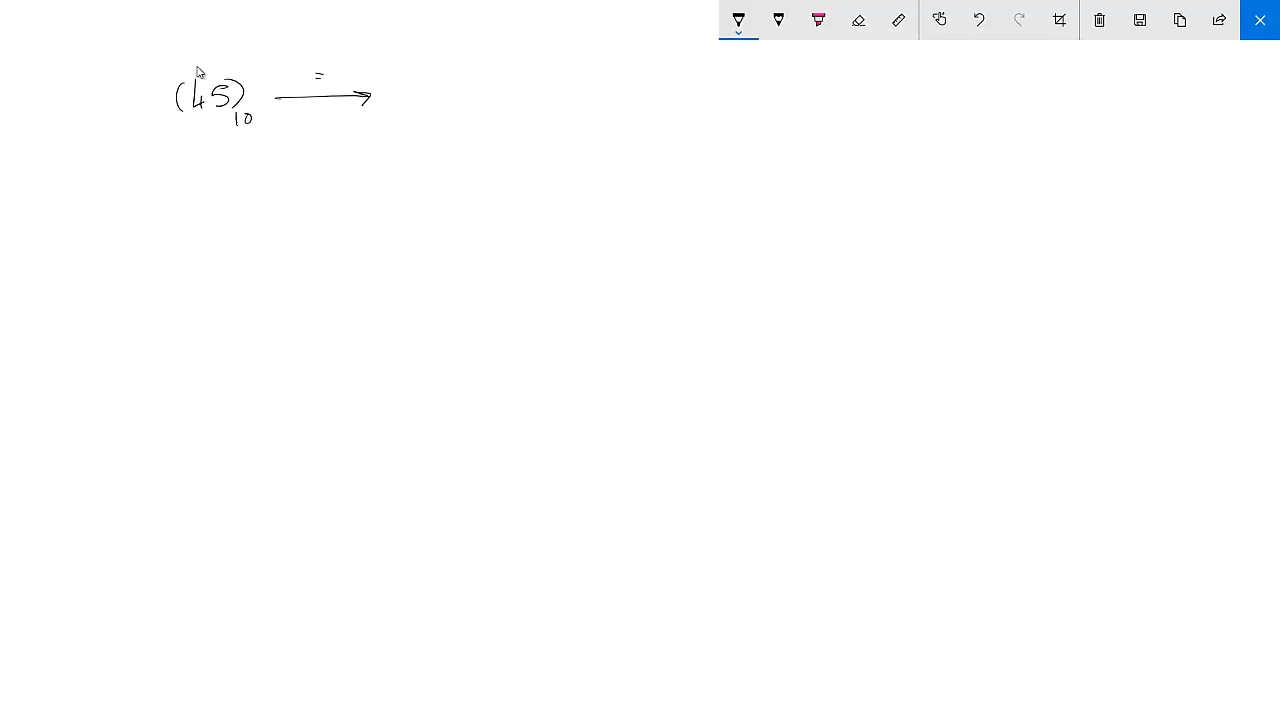 (45)₁₀ ⟶ =